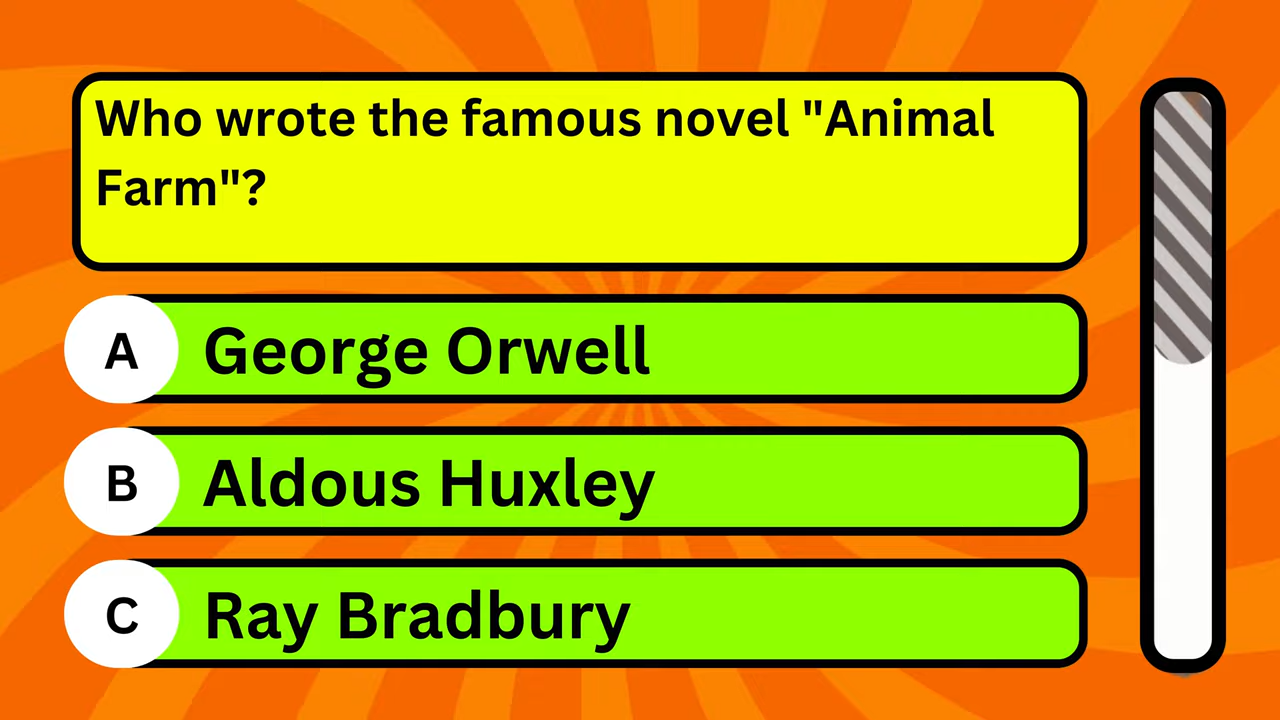 Who wrote the famous novel "Animal
Farm"?
A George Orwell
B Aldous Huxley
C Ray Bradbury